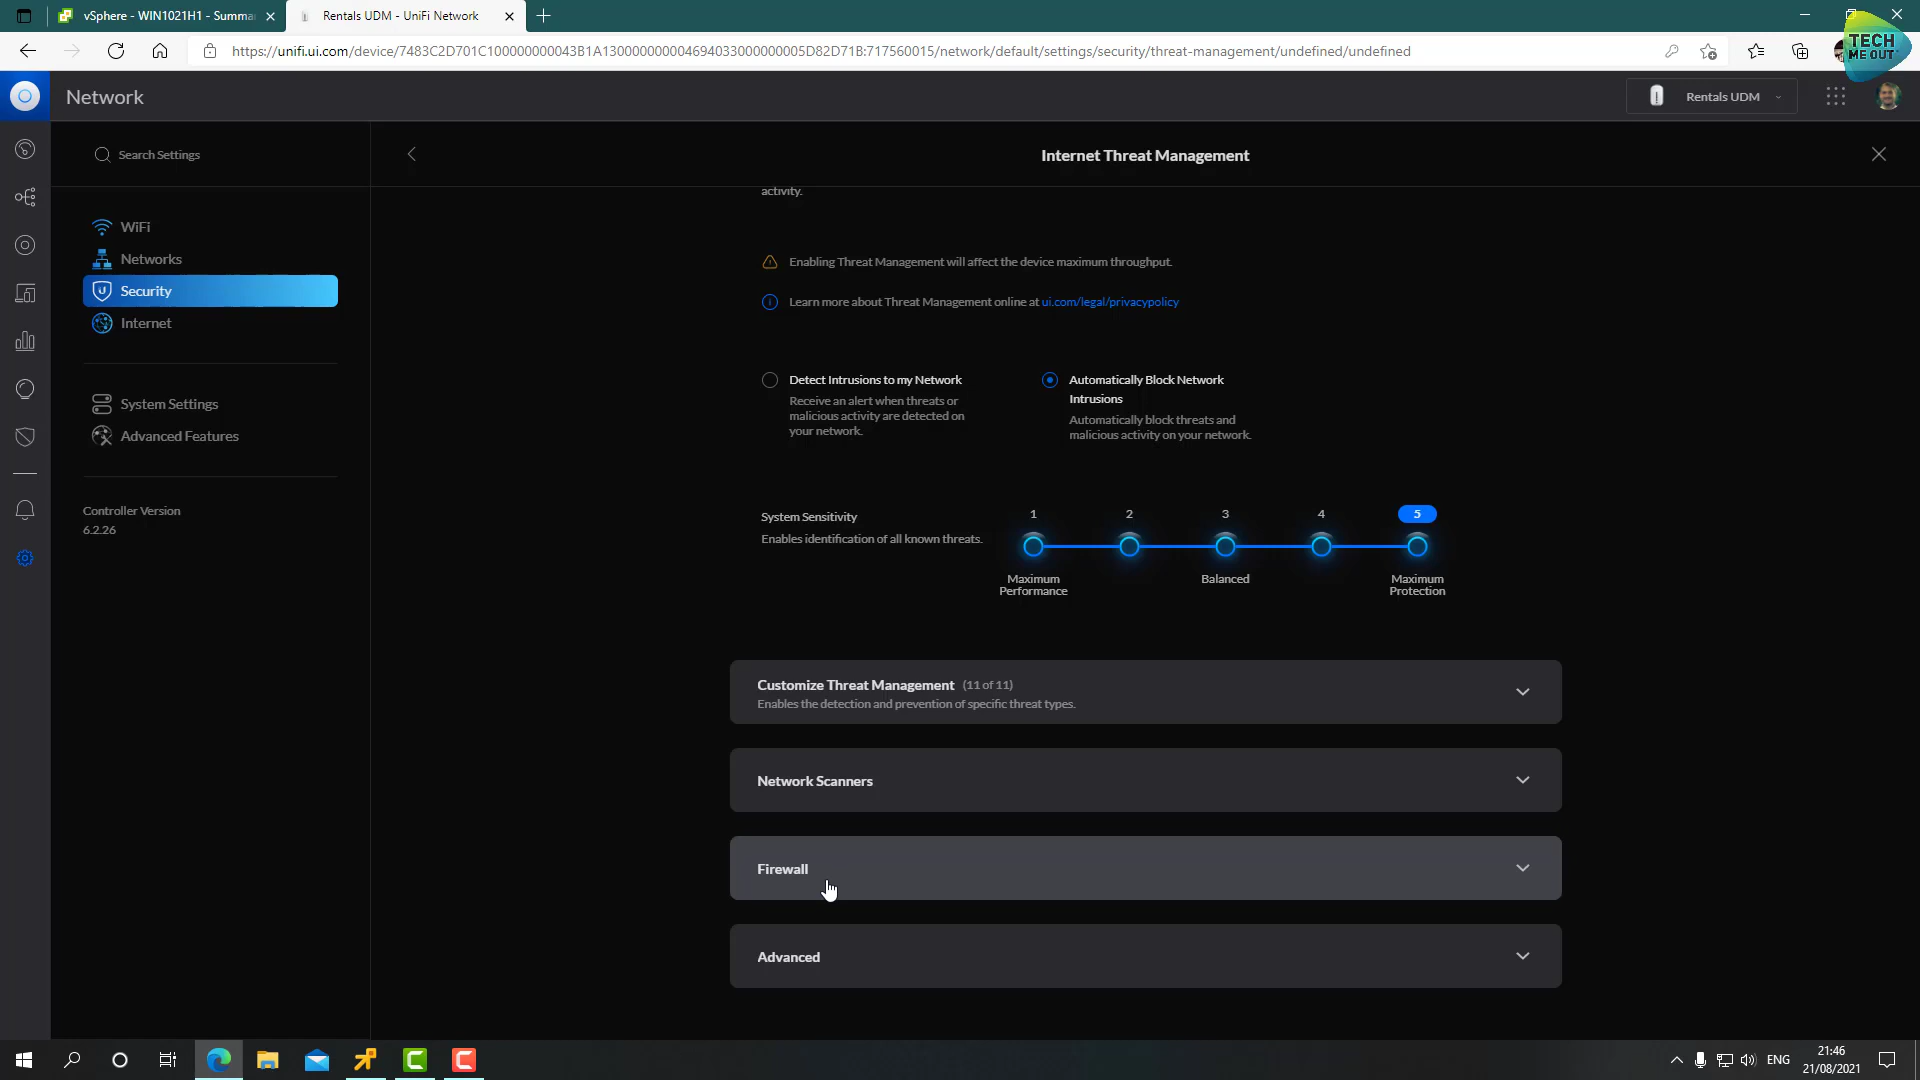 vSphere - WIN1021H1 - Summa
Rentals UDM - UniFi Network
https://unifi.ui.com/device/7483C2D701C100000000043B1A1300000000046940330000000005D82D71B:717560015/network/default/settings/security/threat-management/undefined/undefined
TECH
ME OUT
Network
Rentals UDM
Search Settings
Internet Threat Management
activity.
WiFi
Networks
Security
Internet
System Settings
Advanced Features
Controller Version
6.2.26
Enabling Threat Management will affect the device maximum throughput.
Learn more about Threat Management online at ui.com/legal/privacypolicy
Detect Intrusions to my Network
Receive an alert when threats or
malicious activity are detected on
your network.
Automatically Block Network
Intrusions
Automatically block threats and
malicious activity on your network.
System Sensitivity
Enables identification of all known threats.
1 2 3 4 5
Maximum
Performance
Balanced
Maximum
Protection
Customize Threat Management (11 of 11)
Enables the detection and prevention of specific threat types.
Network Scanners
Firewall
Advanced
ENG
21:46
21/08/2021